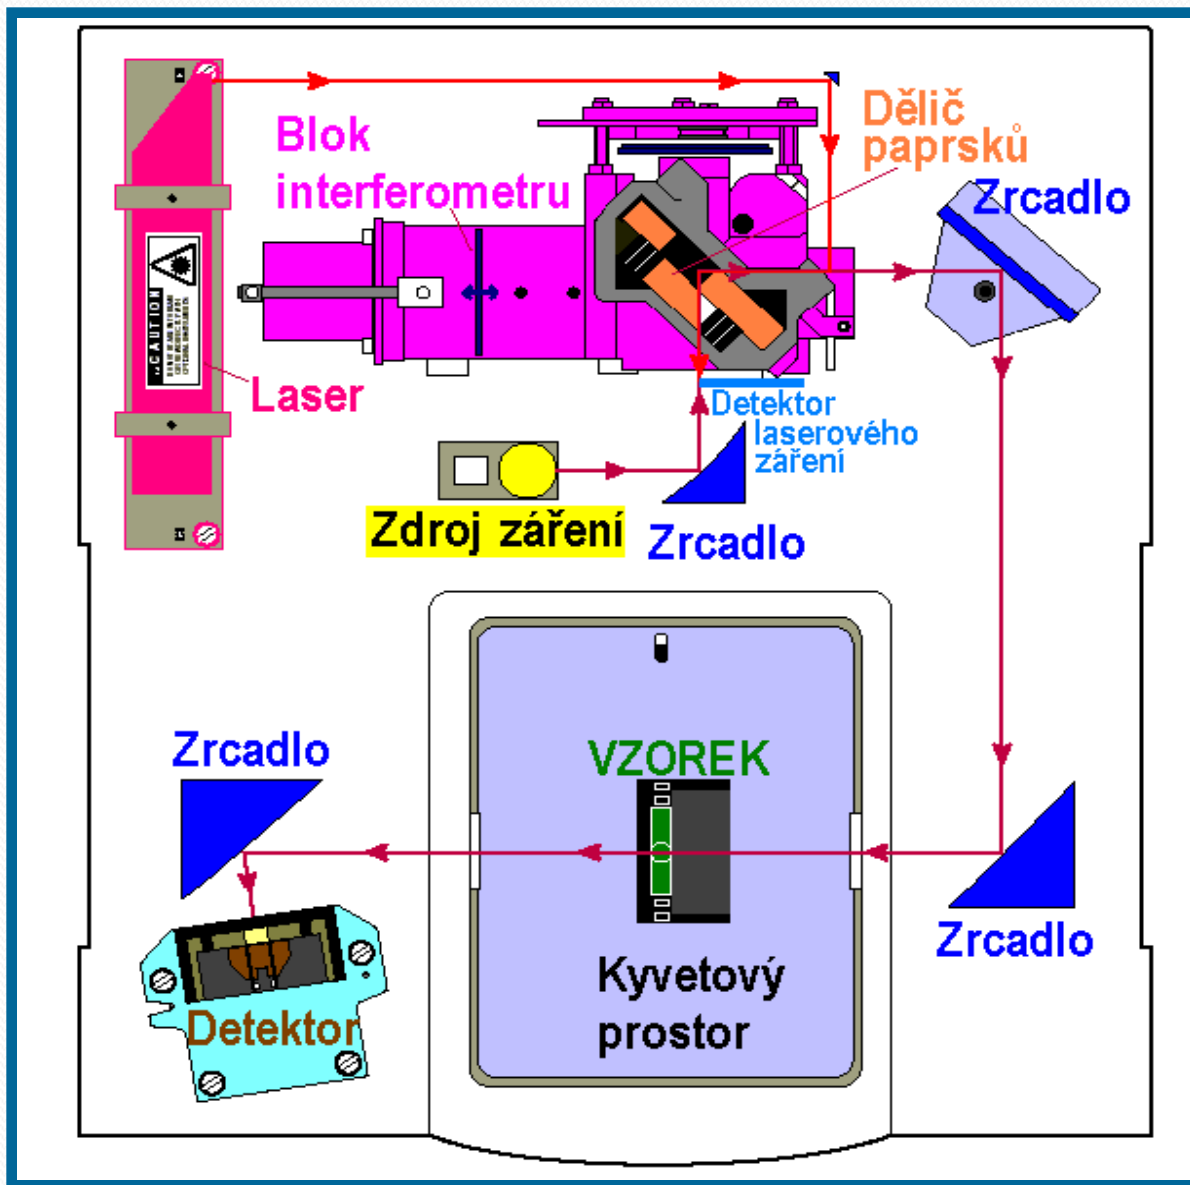 Blok
interferometru
Dělič
paprsků
Zrcadlo
CAUTION
Laser
Detektor
laserového
záření
Zdroj záření
Zrcadlo
VZOREK
Zrcadlo
Zrcadlo
Kyvetový
prostor
Detektor